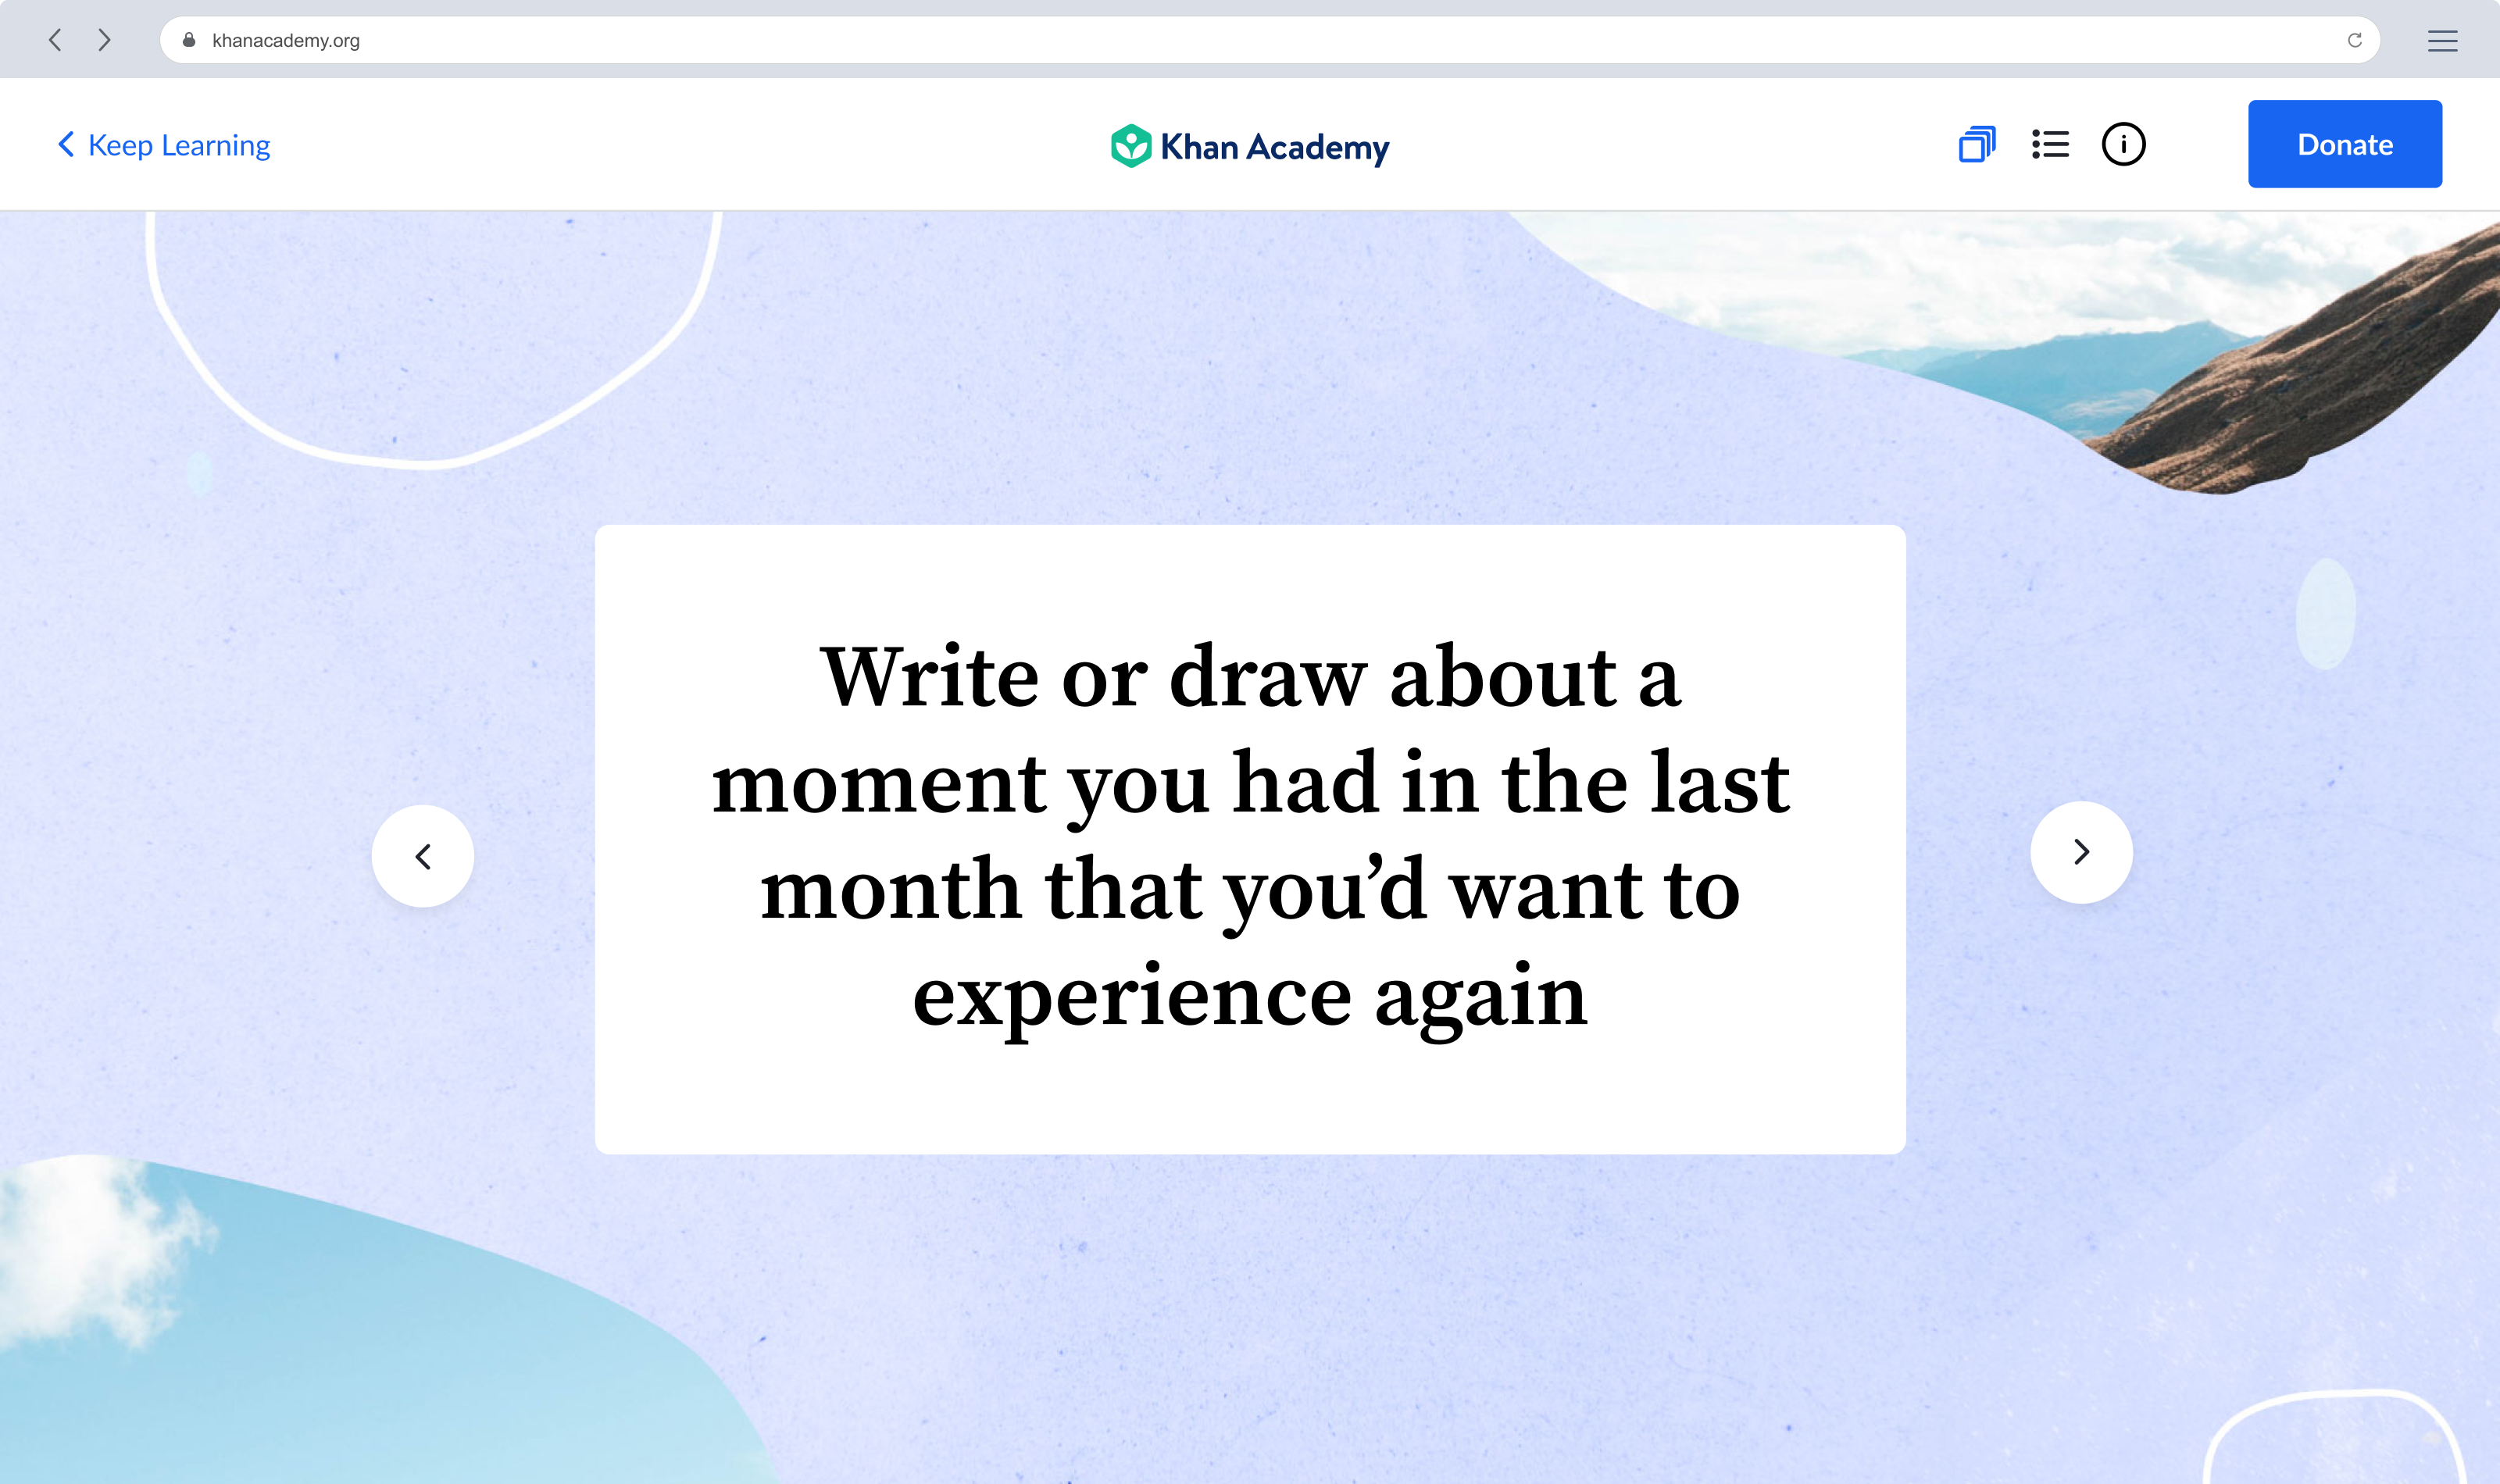 khanacademy.org
Keep Learning
Khan Academy
Donate
Write or draw about a
moment you had in the last
month that you’d want to
experience again